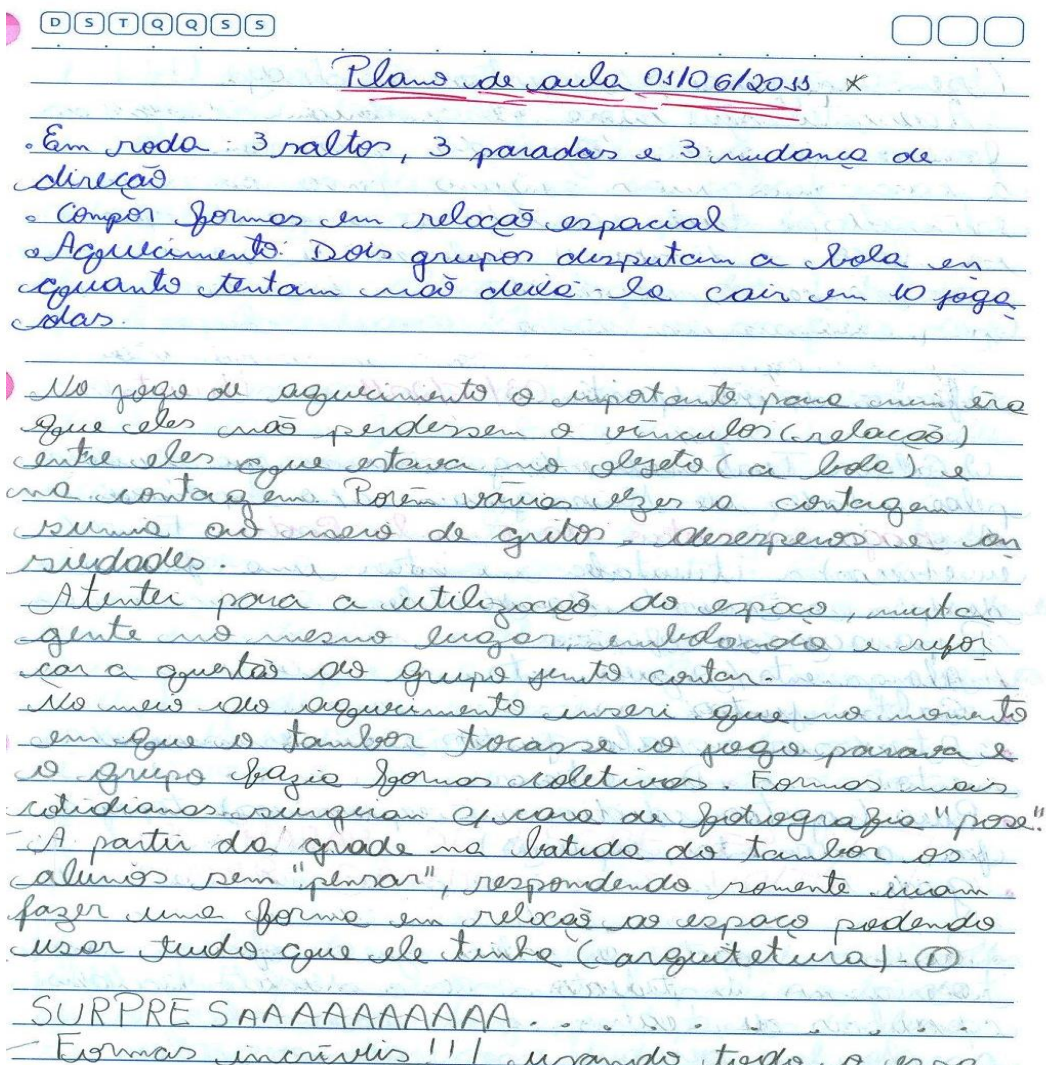 D S T Q Q S S
Plano de aula 01/06/2011 *
. Em roda : 3 saltos, 3 paradas e 3 mudança de
direção
. Compor formas em relação espacial
. Aquecimento: Dois grupos disputam a bola en
quanto tentam não deixá-la cair em 10 joga
das.
No jogo de aquecimento o impotante para mim era
que eles não perdessem o vínculos (relação)
entre eles que estava no objeto (a bola) e
na contagem. Porém várias vezes a contagem
sumia ao meio de gritos, desesperos e an
siedades.
Atentei para a utilização do espaço, muita
gente no mesmo lugar, embolando e refor
çar a questão do grupo junto contar.
No meio do aquecimento inseri que no momento
em que o tambor tocasse o jogo parava e
o grupo fazia formas coletivas. Formas mais
cotidianas surgiram cara de fotografia "pose".
- A partir da grade na batida do tambor os
alunos sem "pensar", respondendo somente iriam
fazer uma forma em relação ao espaço podendo
usar tudo que ele tinha (arquitetura) - ①
SURPRESAAAAAAAAAAA . . . . . . . .
- Formas incríveis !!! usando todo o espa